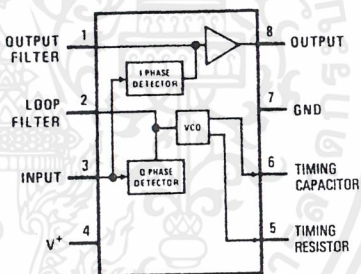 1
OUTPUT
FILTER
8
OUTPUT
I PHASE
DETECTOR
2
LOOP
FILTER
7
GND
VCO
3
INPUT
Q PHASE
DETECTOR
6
TIMING
CAPACITOR
4
V+
5
TIMING
RESISTOR